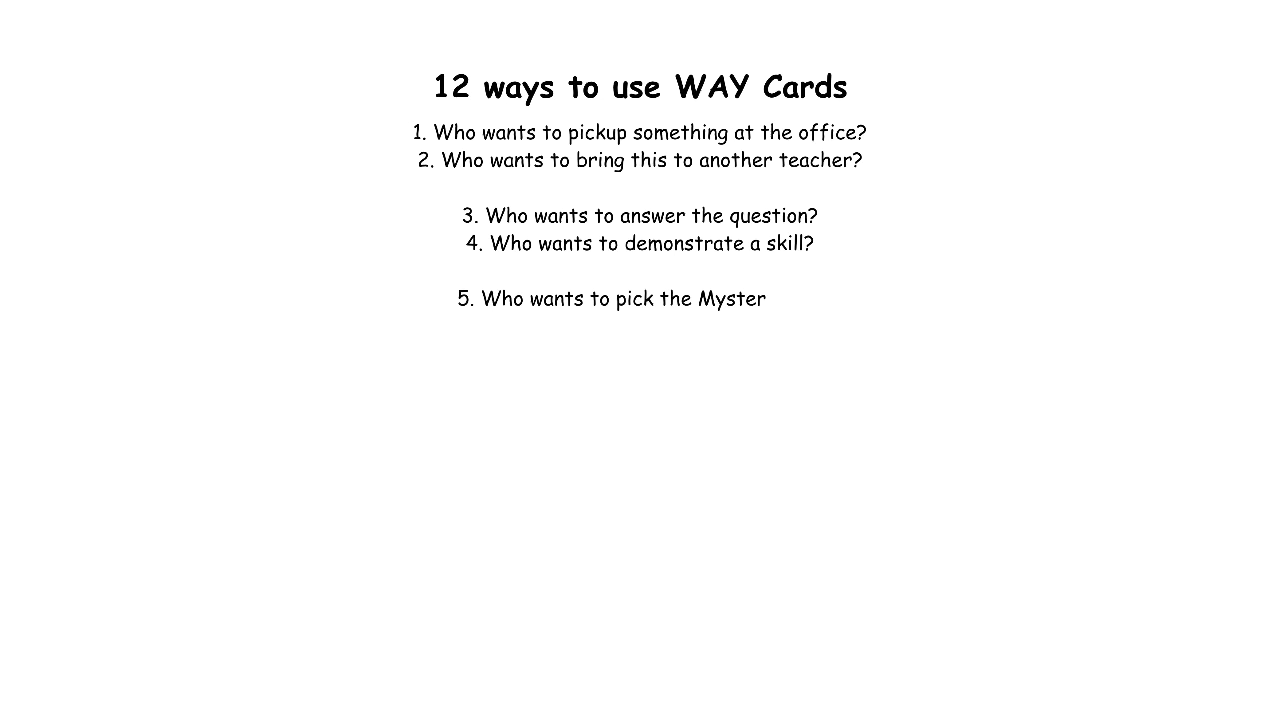 12 ways to use WAY Cards
1. Who wants to pickup something at the office?
2. Who wants to bring this to another teacher?
3. Who wants to answer the question?
4. Who wants to demonstrate a skill?
5. Who wants to pick the Myster